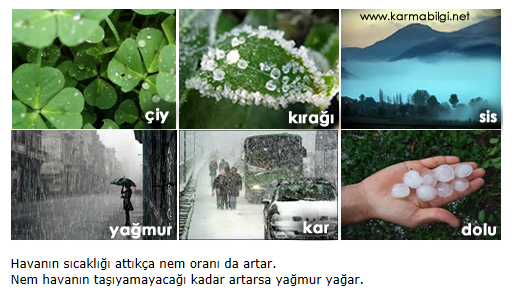 www.karmabilgi.net
çiy
kırağı
sis
yağmur
kar
dolu
Havanın sıcaklığı attıkça nem oranı da artar.
Nem havanın taşıyamayacağı kadar artarsa yağmur yağar.